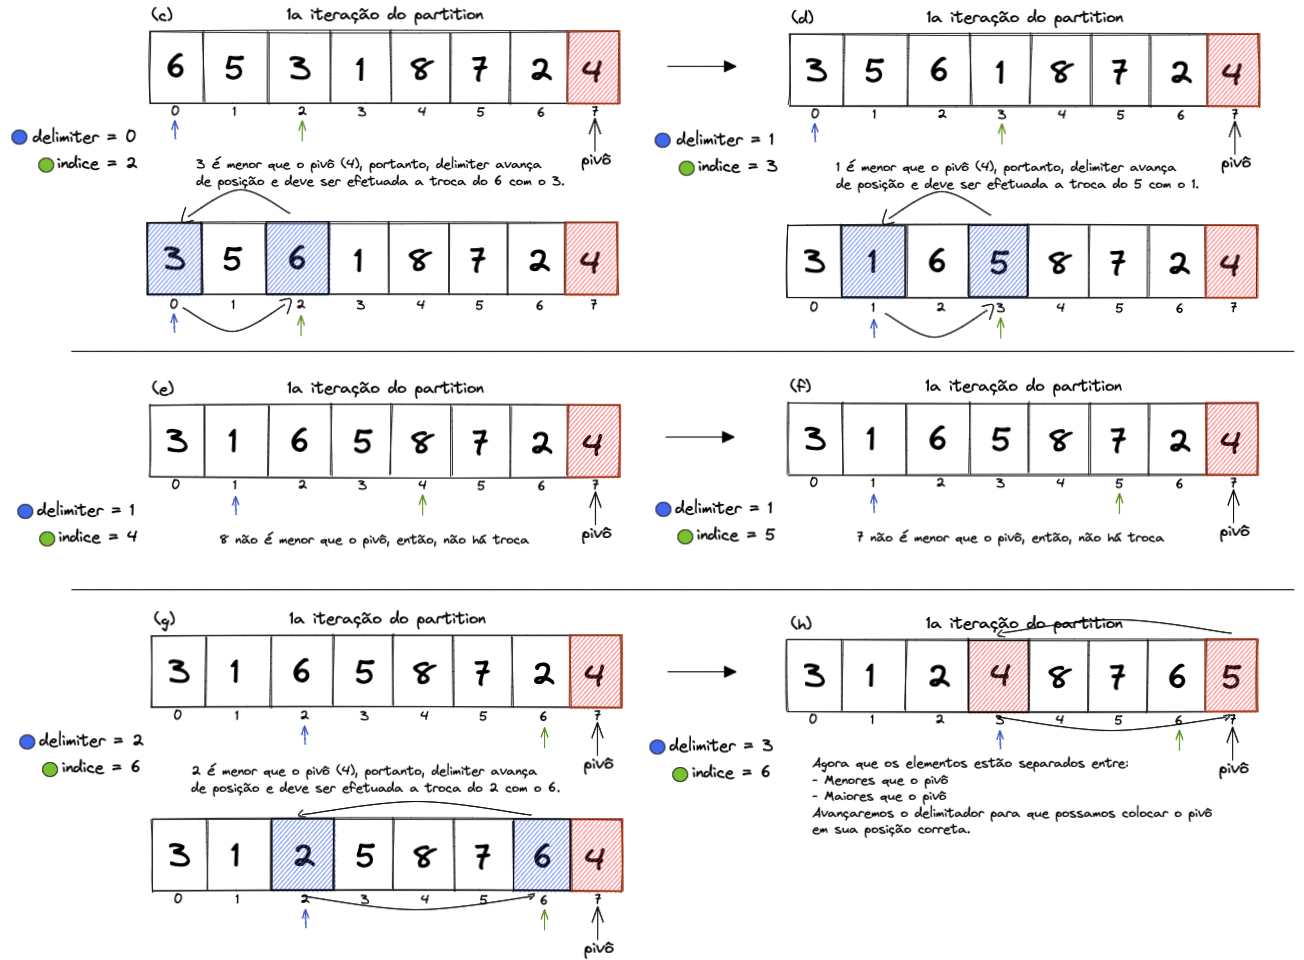 (c)
1a iteração do partition
6 5 3 1 8 7 2 4
0 1 2 3 4 5 6 7
delimiter = 0
indice = 2
pivô
3 é menor que o pivô (4), portanto, delimiter avança
de posição e deve ser efetuada a troca do 6 com o 3.
3 5 6 1 8 7 2 4
0 1 2 3 4 5 6 7
(d)
1a iteração do partition
3 5 6 1 8 7 2 4
0 1 2 3 4 5 6 7
delimiter = 1
indice = 3
pivô
1 é menor que o pivô (4), portanto, delimiter avança
de posição e deve ser efetuada a troca do 5 com o 1.
3 1 6 5 8 7 2 4
0 1 2 3 4 5 6 7
(e)
1a iteração do partition
3 1 6 5 8 7 2 4
0 1 2 3 4 5 6 7
delimiter = 1
indice = 4
pivô
8 não é menor que o pivô, então, não há troca
(f)
1a iteração do partition
3 1 6 5 8 7 2 4
0 1 2 3 4 5 6 7
delimiter = 1
indice = 5
pivô
7 não é menor que o pivô, então, não há troca
(g)
1a iteração do partition
3 1 6 5 8 7 2 4
0 1 2 3 4 5 6 7
delimiter = 2
indice = 6
pivô
2 é menor que o pivô (4), portanto, delimiter avança
de posição e deve ser efetuada a troca do 2 com o 6.
3 1 2 5 8 7 6 4
0 1 2 3 4 5 6 7
pivô
(h)
1a iteração do partition
3 1 2 4 8 7 6 5
0 1 2 3 4 5 6 7
delimiter = 3
indice = 6
pivô
Agora que os elementos estão separados entre:
- Menores que o pivô
- Maiores que o pivô
Avançaremos o delimitador para que possamos colocar o pivô
em sua posição correta.